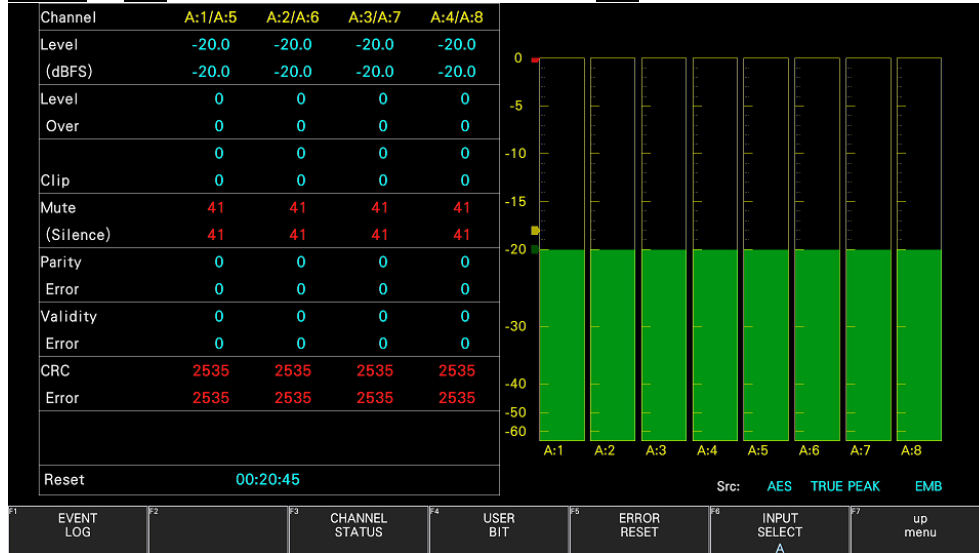 Channel A:1/A:5 A:2/A:6 A:3/A:7 A:4/A:8
Level -20.0 -20.0 -20.0 -20.0
(dBFS) -20.0 -20.0 -20.0 -20.0
Level 0 0 0 0
Over 0 0 0 0
0 0 0 0
Clip 0 0 0 0
Mute 41 41 41 41
(Silence) 41 41 41 41
Parity 0 0 0 0
Error 0 0 0 0
Validity 0 0 0 0
Error 0 0 0 0
CRC 2535 2535 2535 2535
Error 2535 2535 2535 2535
Reset 00:20:45
0
-5
-10
-15
-20
-30
-40
-50
-60
A:1 A:2 A:3 A:4 A:5 A:6 A:7 A:8
Src: AES TRUE PEAK EMB
F1 EVENT
LOG
F2
F3 CHANNEL
STATUS
F4 USER
BIT
F5 ERROR
RESET
F6 INPUT
SELECT
A
F7 up
menu